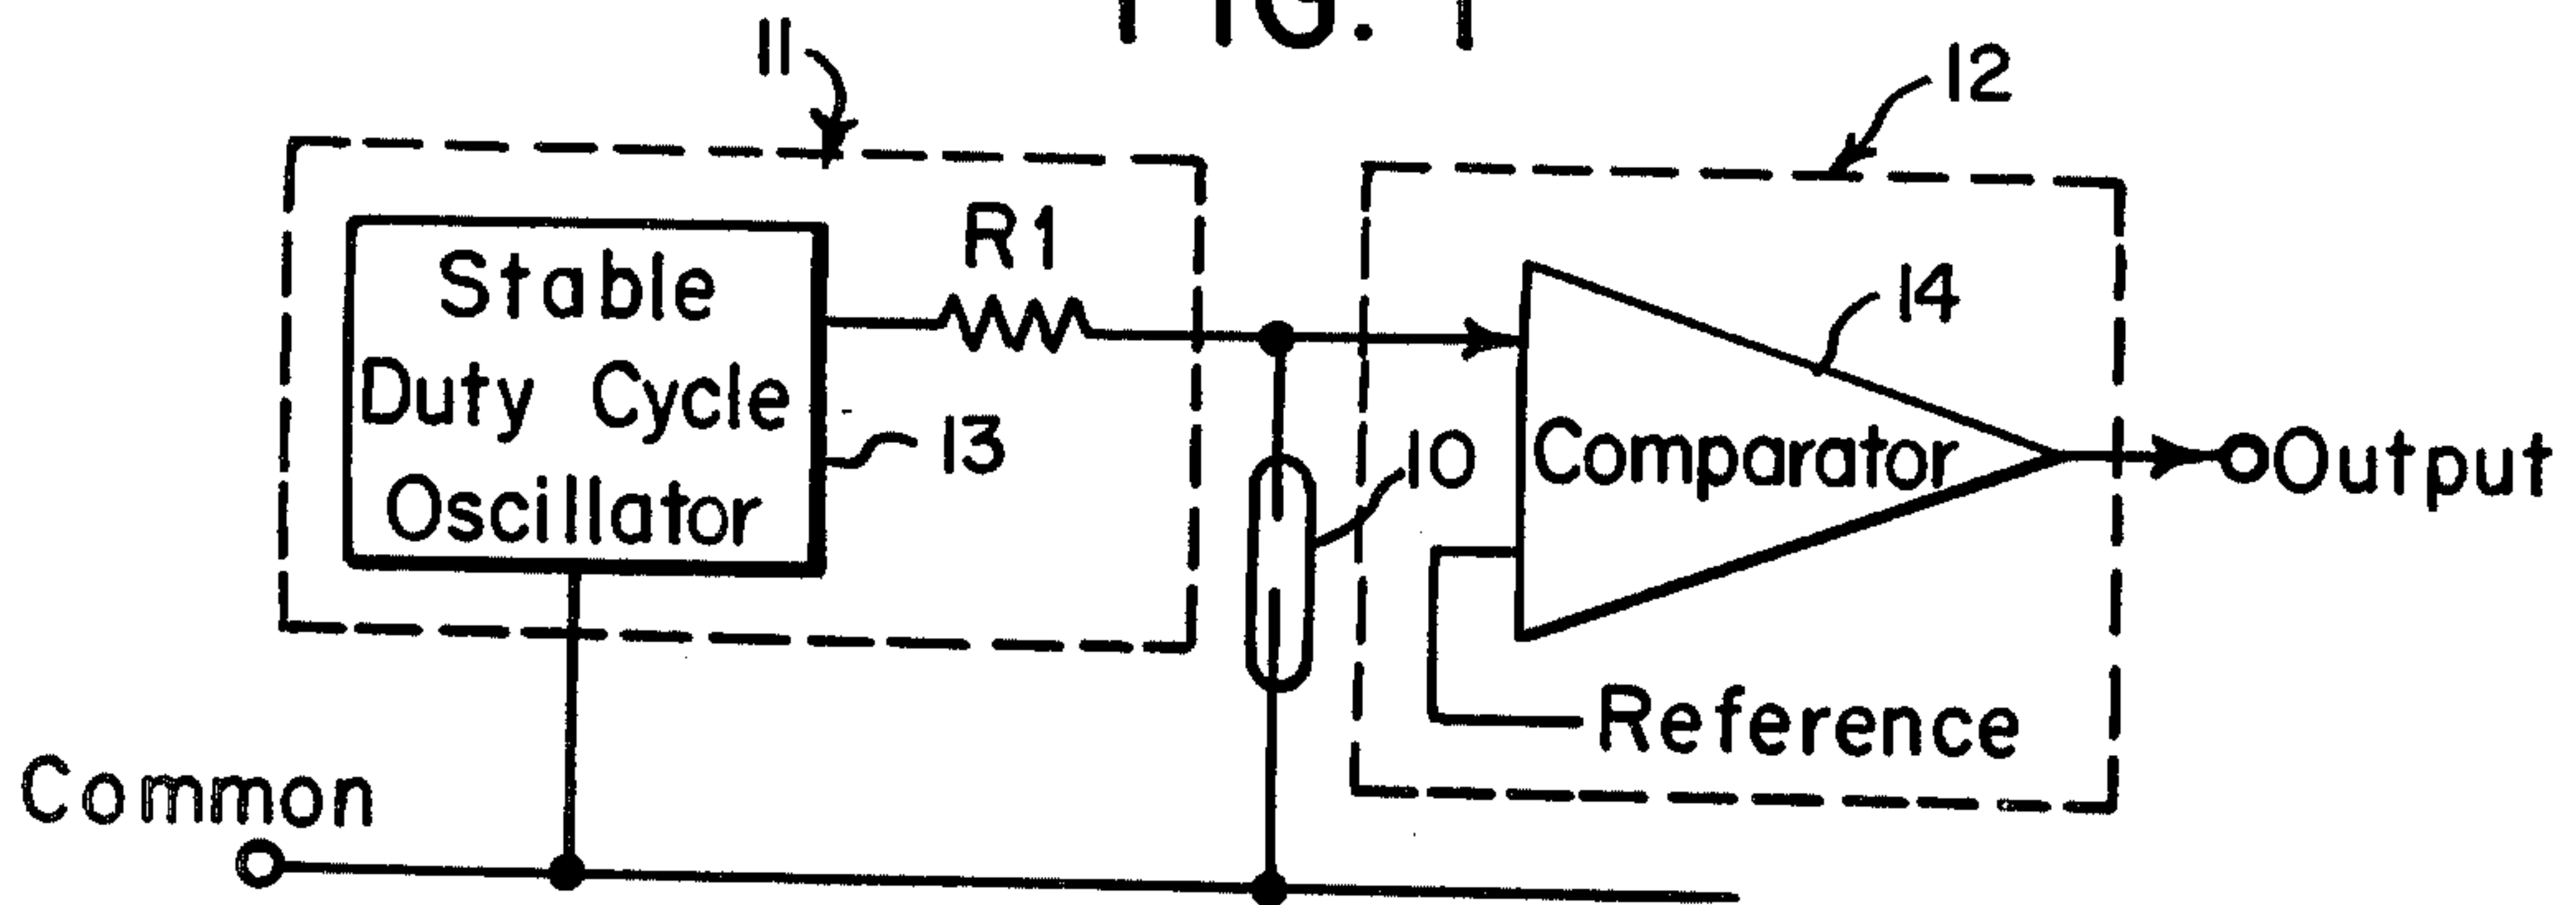 FIG. 1
11
12
R1
14
Stable
Duty Cycle
Oscillator
13
10
Comparator
Output
Reference
Common